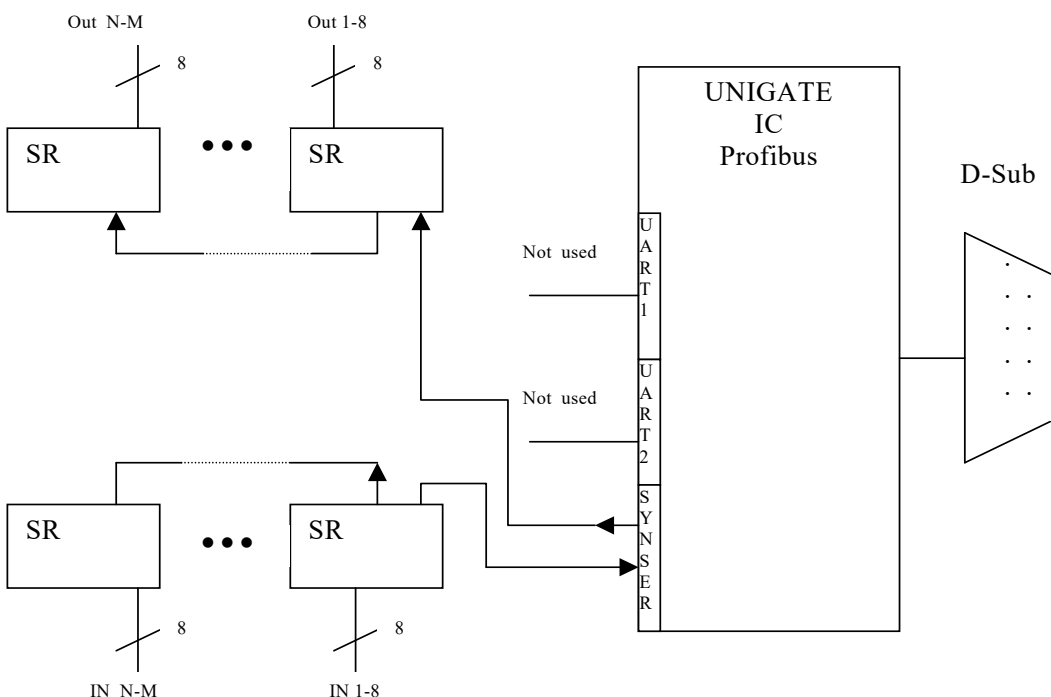 Out N-M
Out 1-8
8
8
SR
SR
UNIGATE
IC
Profibus
D-Sub
Not used
UART1
Not used
UART2
SYNSER
SR
SR
8
8
IN N-M
IN 1-8